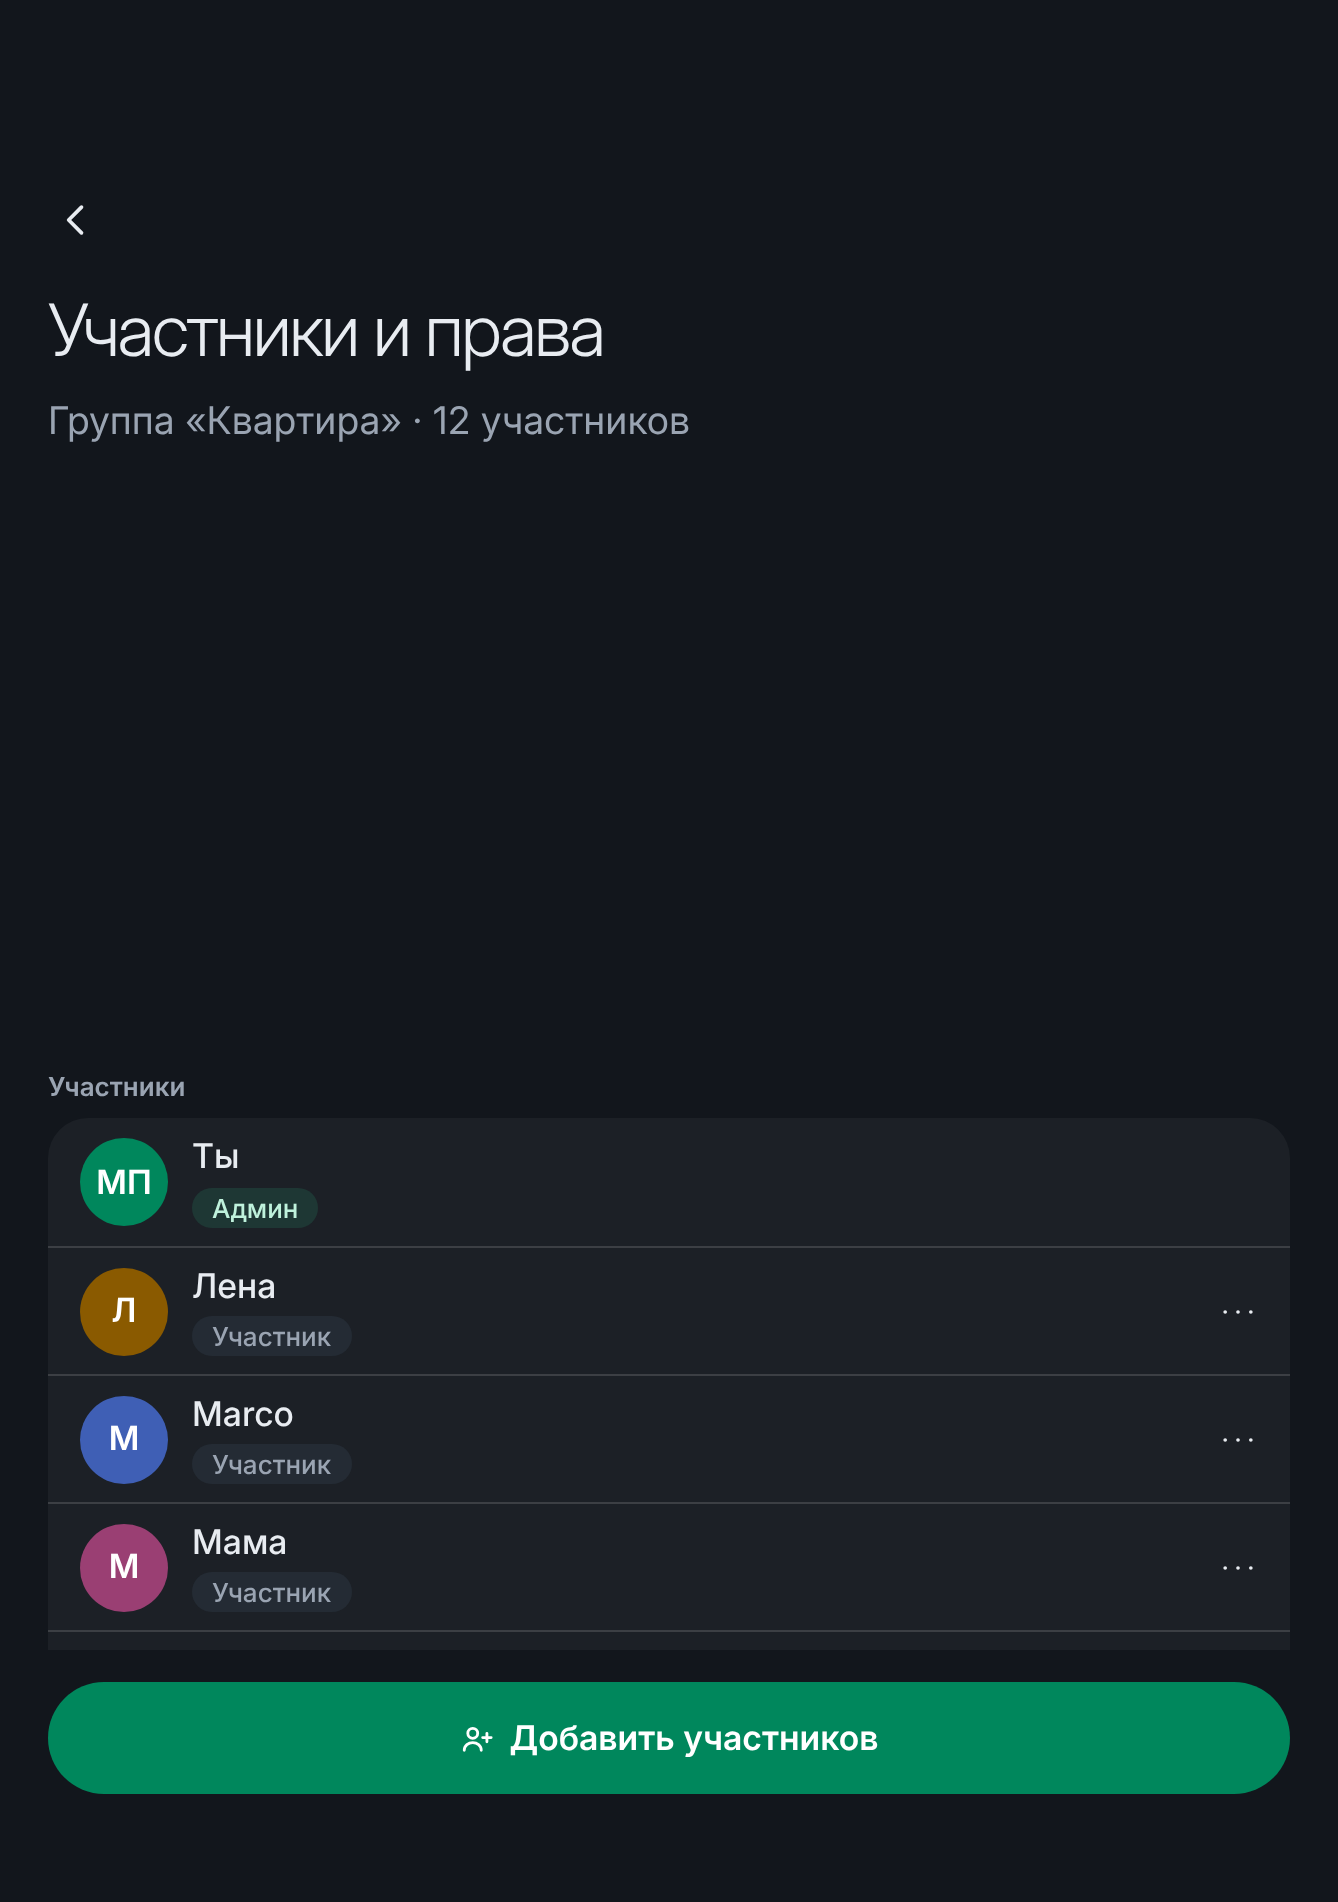 Участники и права
Группа «Квартира» · 12 участников
Участники
МП
Ты
Админ
Л
Лена
Участник
M
Marco
Участник
М
Мама
Участник
Добавить участников